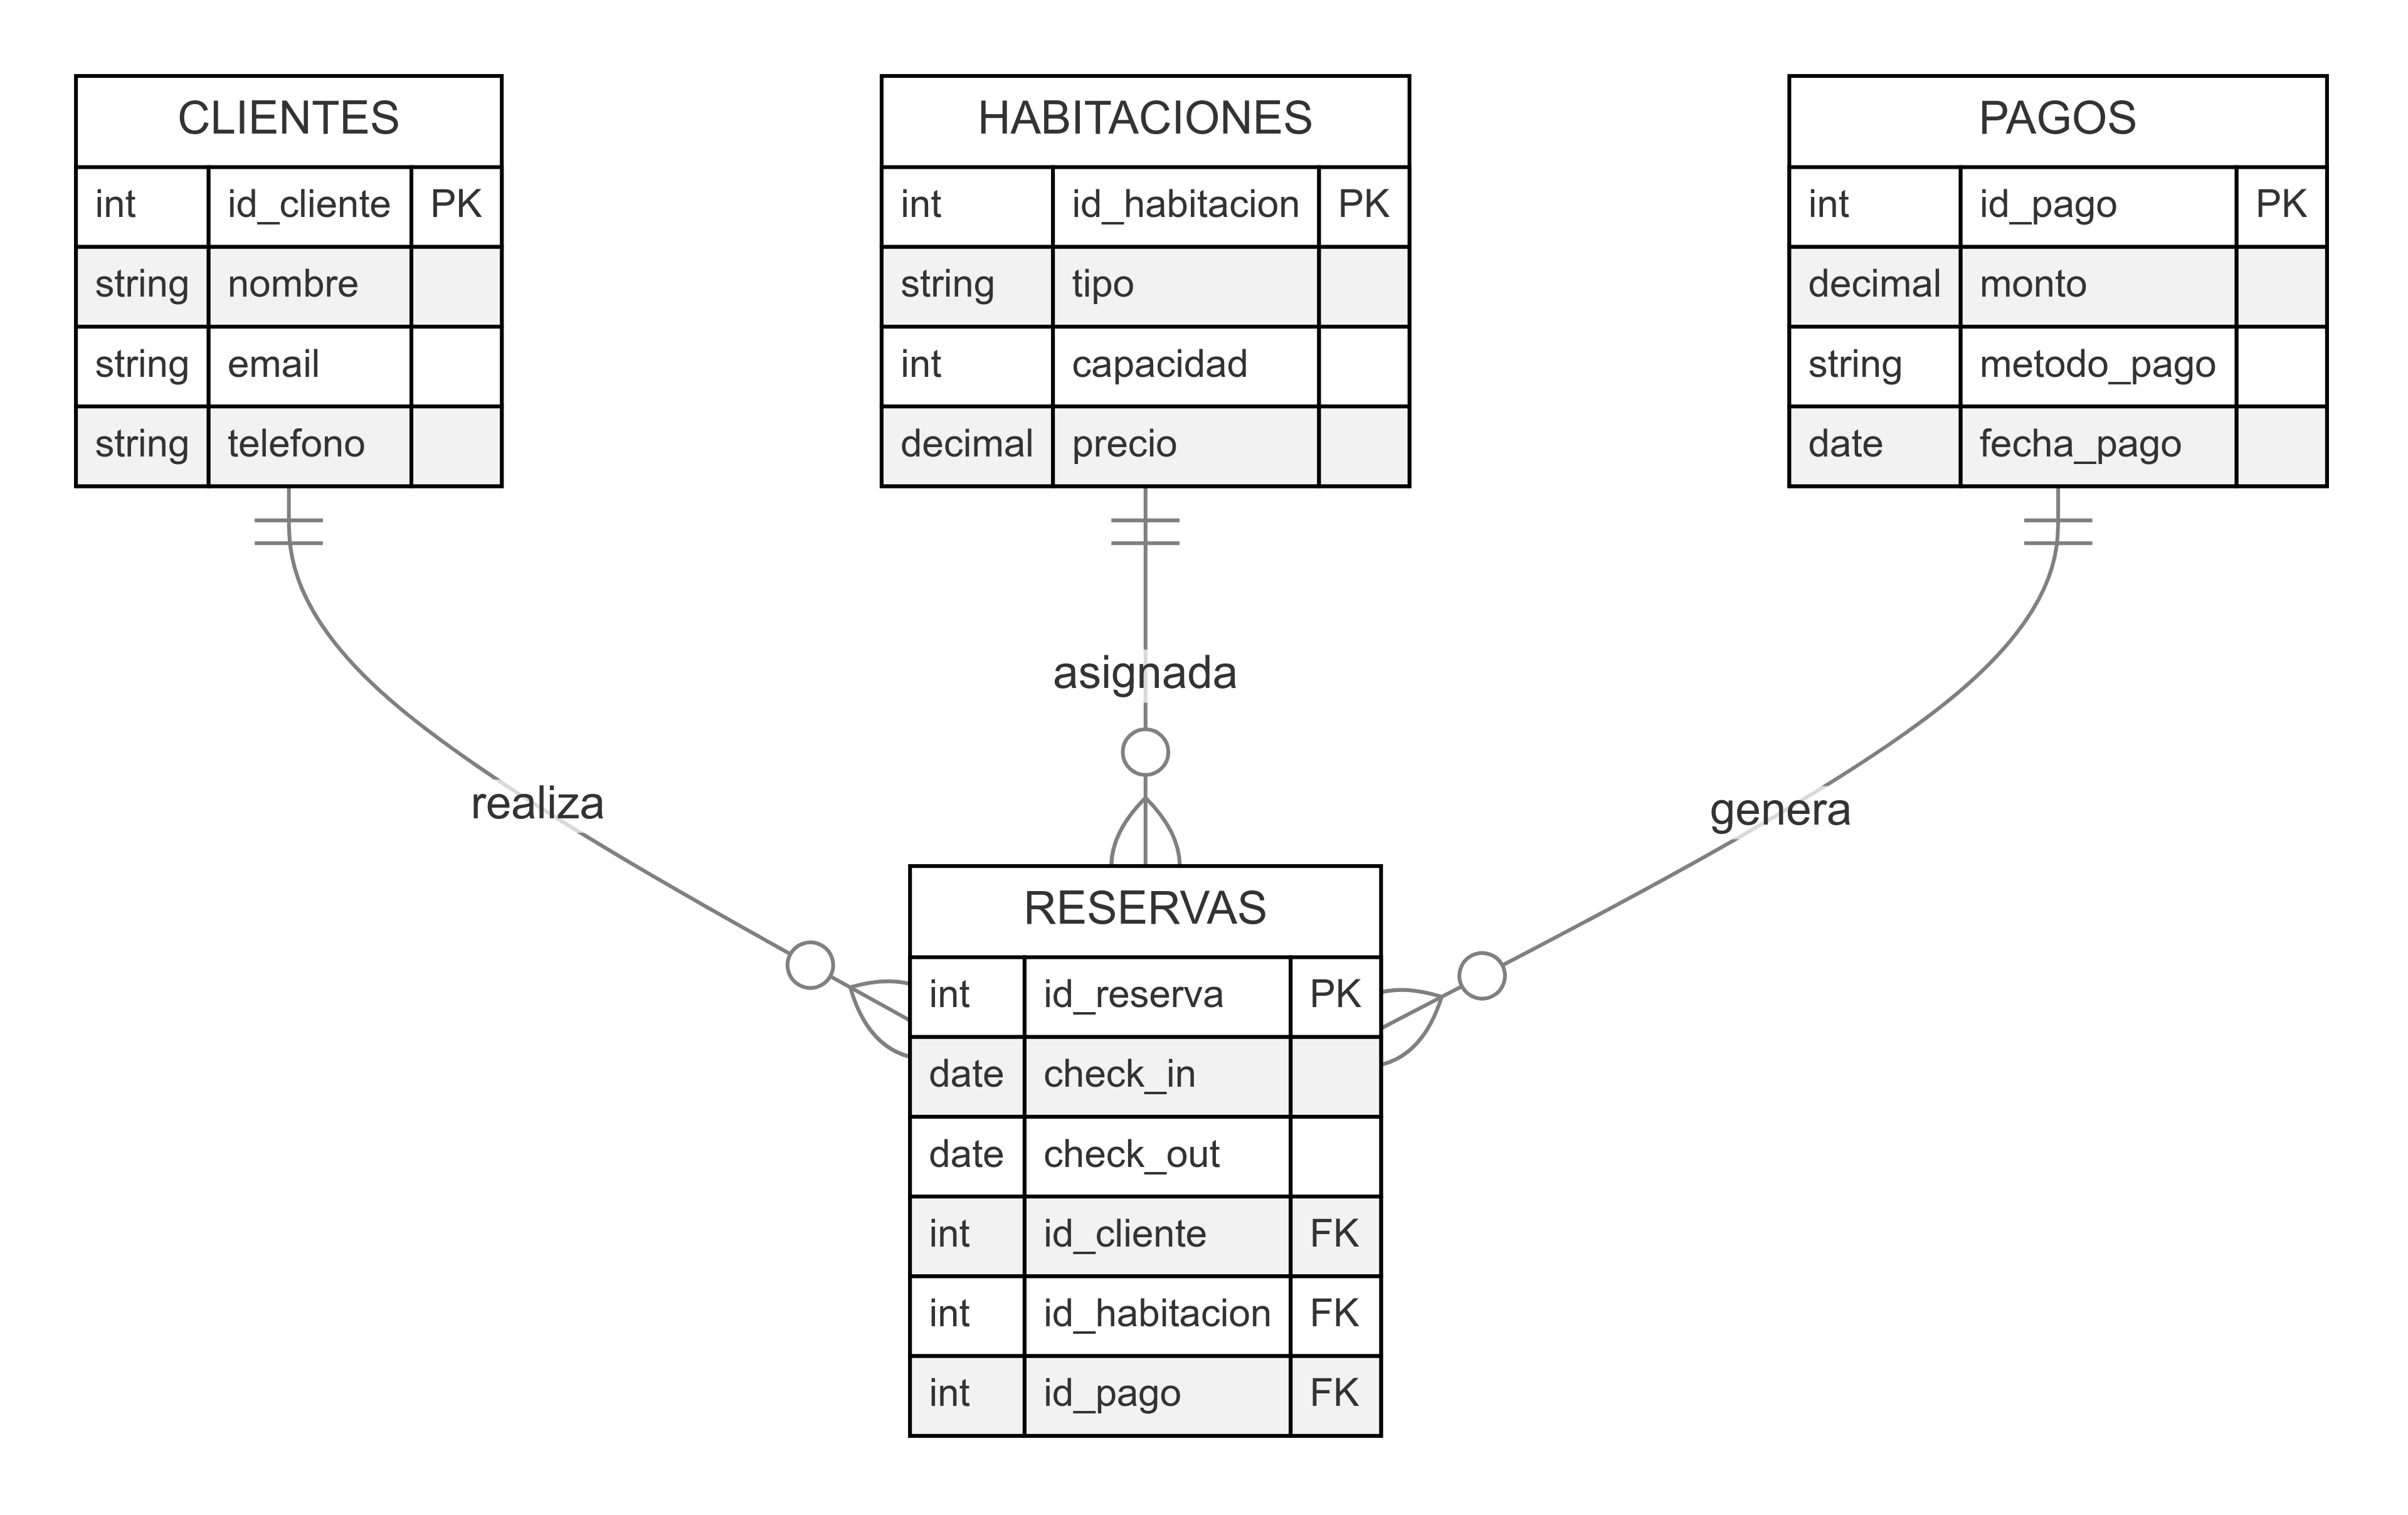 CLIENTES
int id_cliente PK
string nombre
string email
string telefono
HABITACIONES
int id_habitacion PK
string tipo
int capacidad
decimal precio
PAGOS
int id_pago PK
decimal monto
string metodo_pago
date fecha_pago
asignada
realiza
genera
RESERVAS
int id_reserva PK
date check_in
date check_out
int id_cliente FK
int id_habitacion FK
int id_pago FK